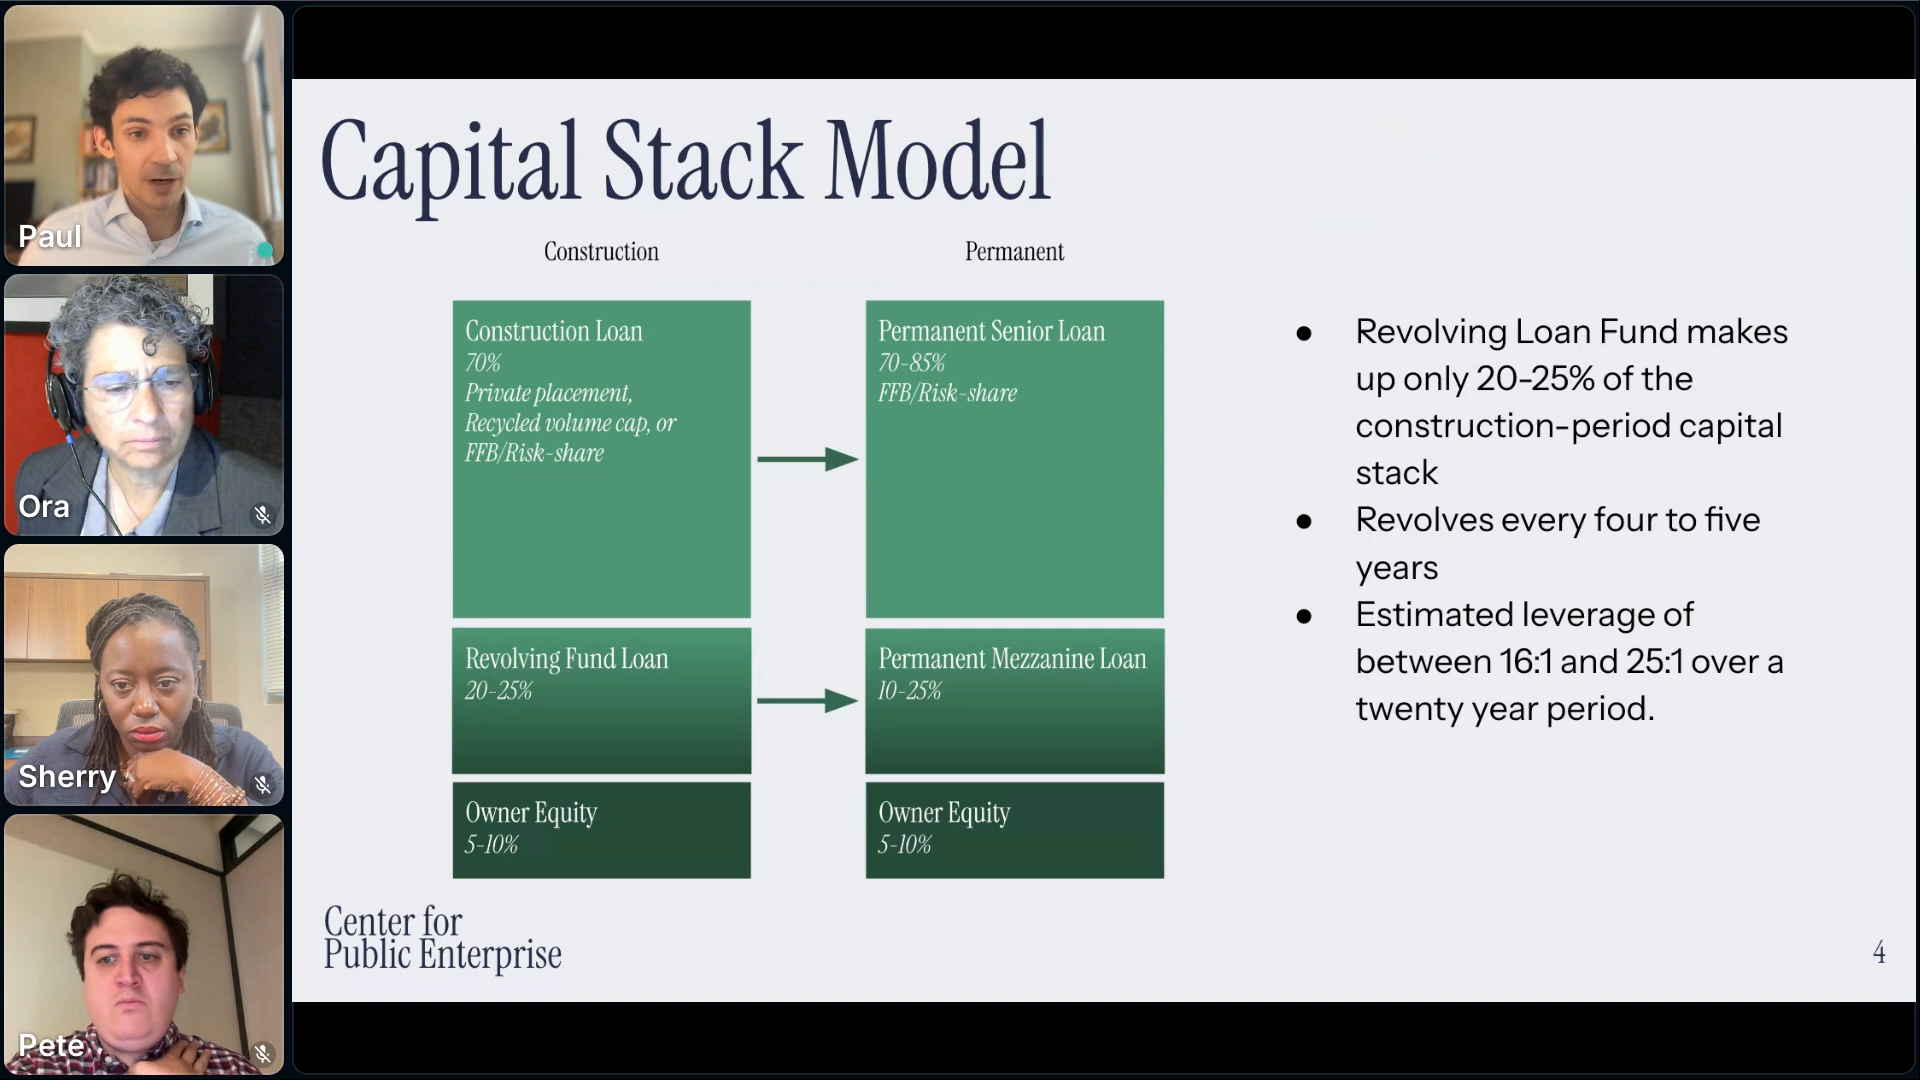 Capital Stack Model
Construction
Permanent
Construction Loan
70%
Private placement,
Recycled volume cap, or
FFB/Risk-share
Permanent Senior Loan
70-85%
FFB/Risk-share
Revolving Fund Loan
20-25%
Permanent Mezzanine Loan
10-25%
Owner Equity
5-10%
Owner Equity
5-10%
● Revolving Loan Fund makes
up only 20-25% of the
construction-period capital
stack
● Revolves every four to five
years
● Estimated leverage of
between 16:1 and 25:1 over a
twenty year period.
Center for
Public Enterprise
4
Paul
Ora
Sherry
Pete